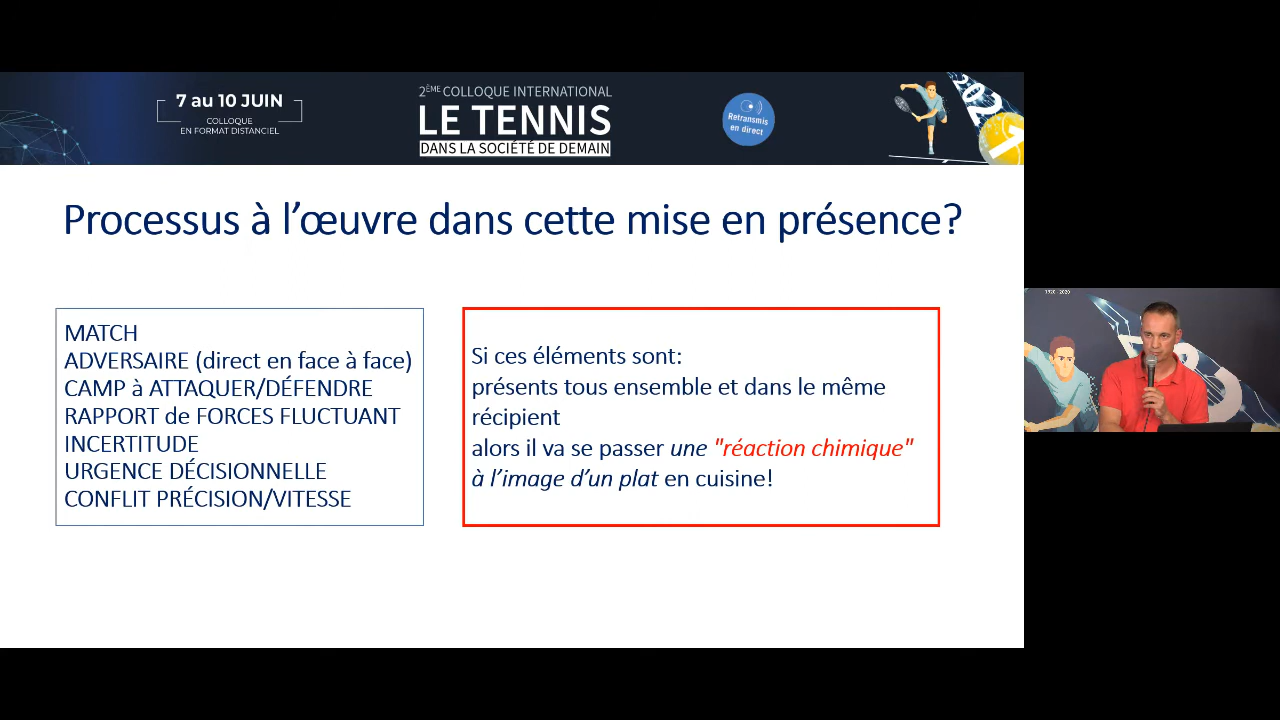 7 au 10 JUIN
COLLOQUE
EN FORMAT DISTANCIEL
2ÈME COLLOQUE INTERNATIONAL
LE TENNIS
DANS LA SOCIÉTÉ DE DEMAIN
Retransmis
en direct
2021
Processus à l’œuvre dans cette mise en présence?
MATCH
ADVERSAIRE (direct en face à face)
CAMP à ATTAQUER/DÉFENDRE
RAPPORT de FORCES FLUCTUANT
INCERTITUDE
URGENCE DÉCISIONNELLE
CONFLIT PRÉCISION/VITESSE
Si ces éléments sont:
présents tous ensemble et dans le même
récipient
alors il va se passer une "réaction chimique"
à l’image d’un plat en cuisine!
1920 - 2020